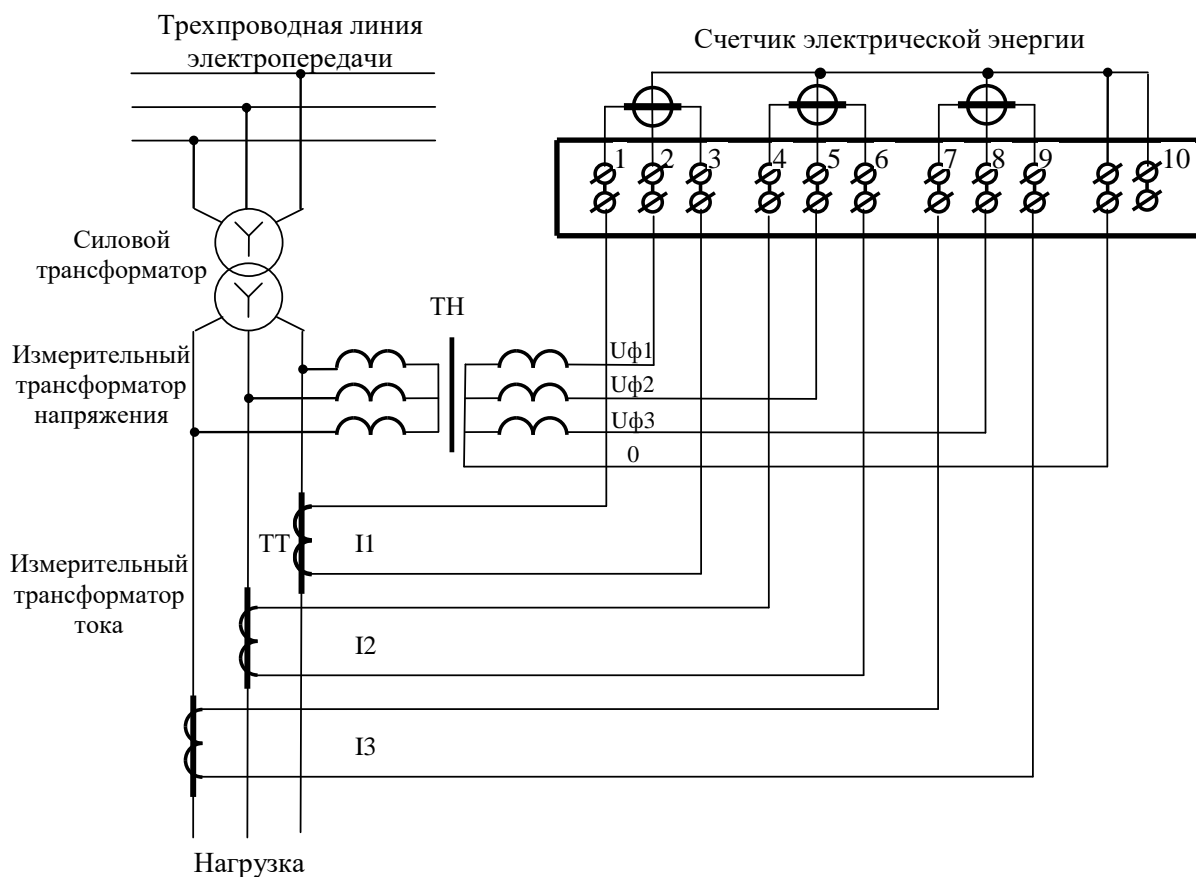 Трехпроводная линия
электропередачи
Счетчик электрической энергии
1 2 3 4 5 6 7 8 9 10
Силовой
трансформатор
ТН
Измерительный
трансформатор
напряжения
Uф1
Uф2
Uф3
0
ТТ
I1
Измерительный
трансформатор
тока
I2
I3
Нагрузка